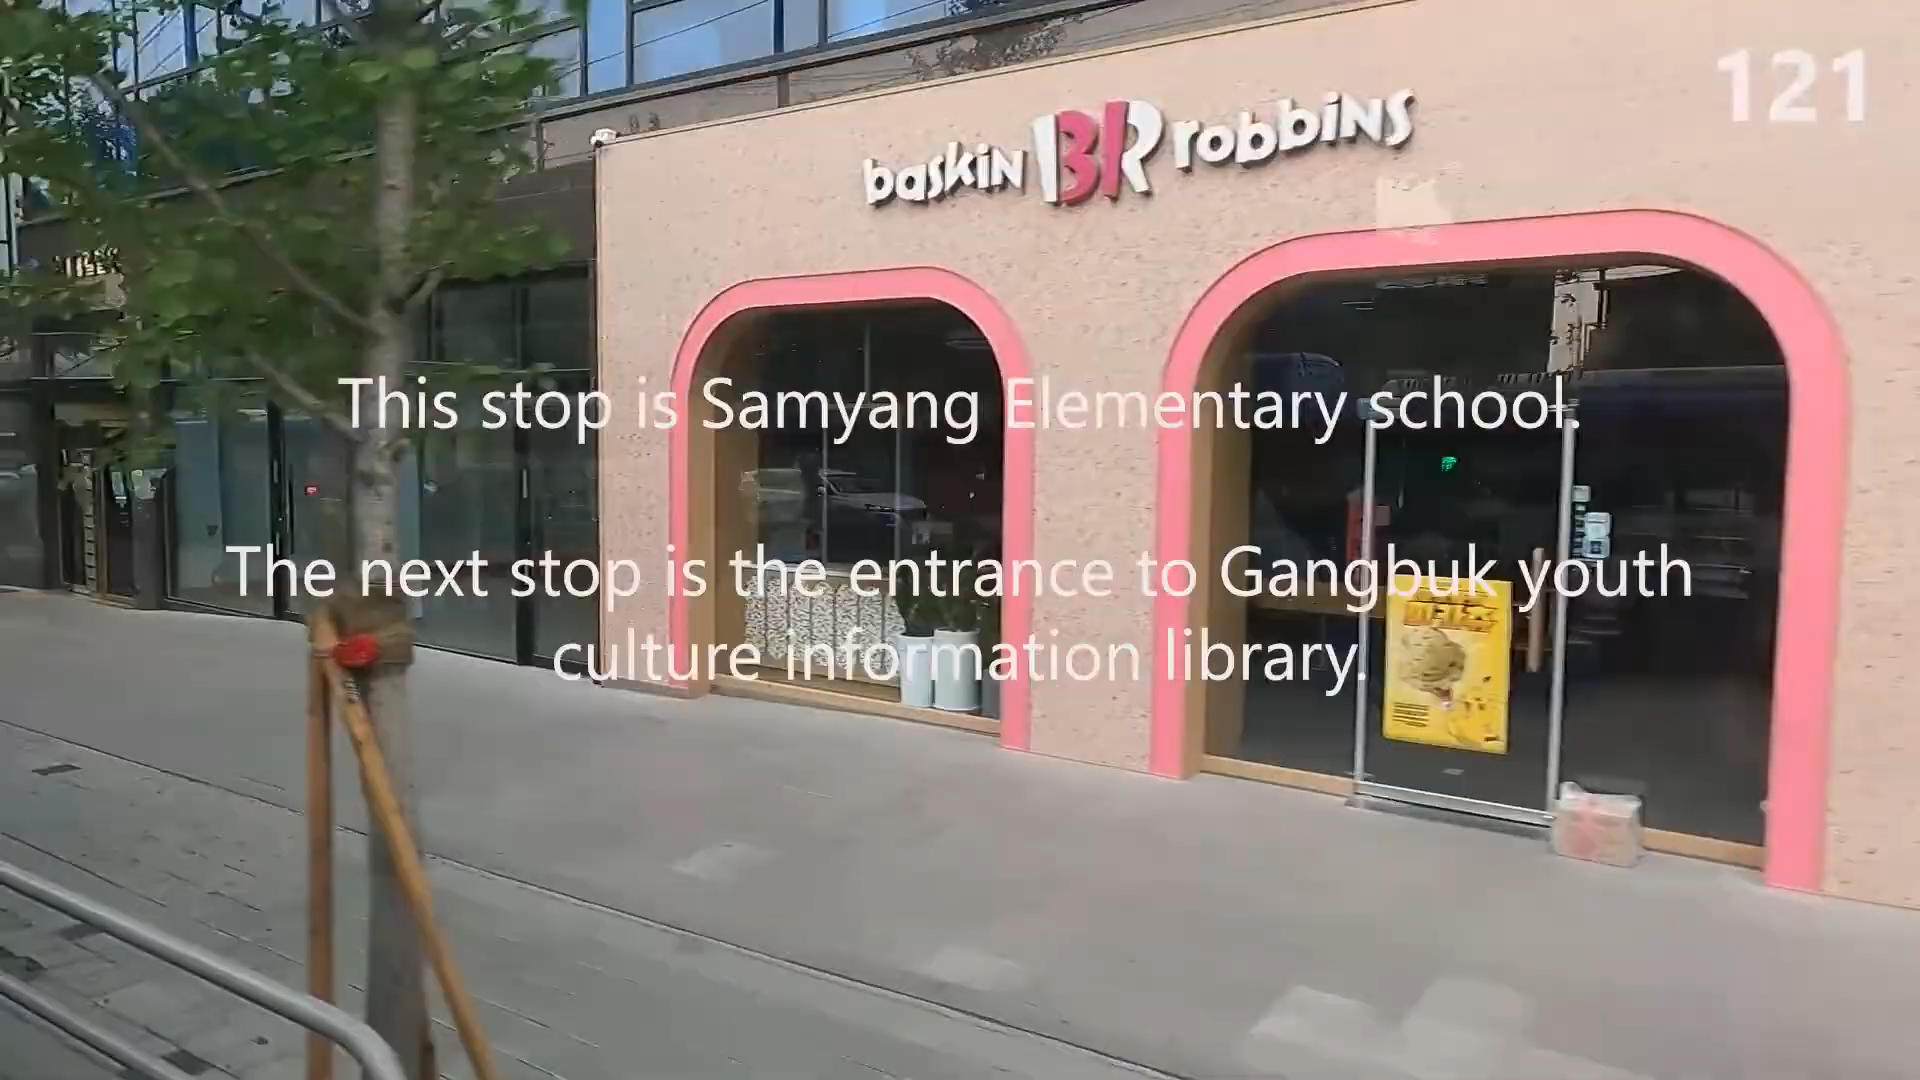 121
baskin BR robbins
This stop is Samyang Elementary school.
The next stop is the entrance to Gangbuk youth
culture information library.